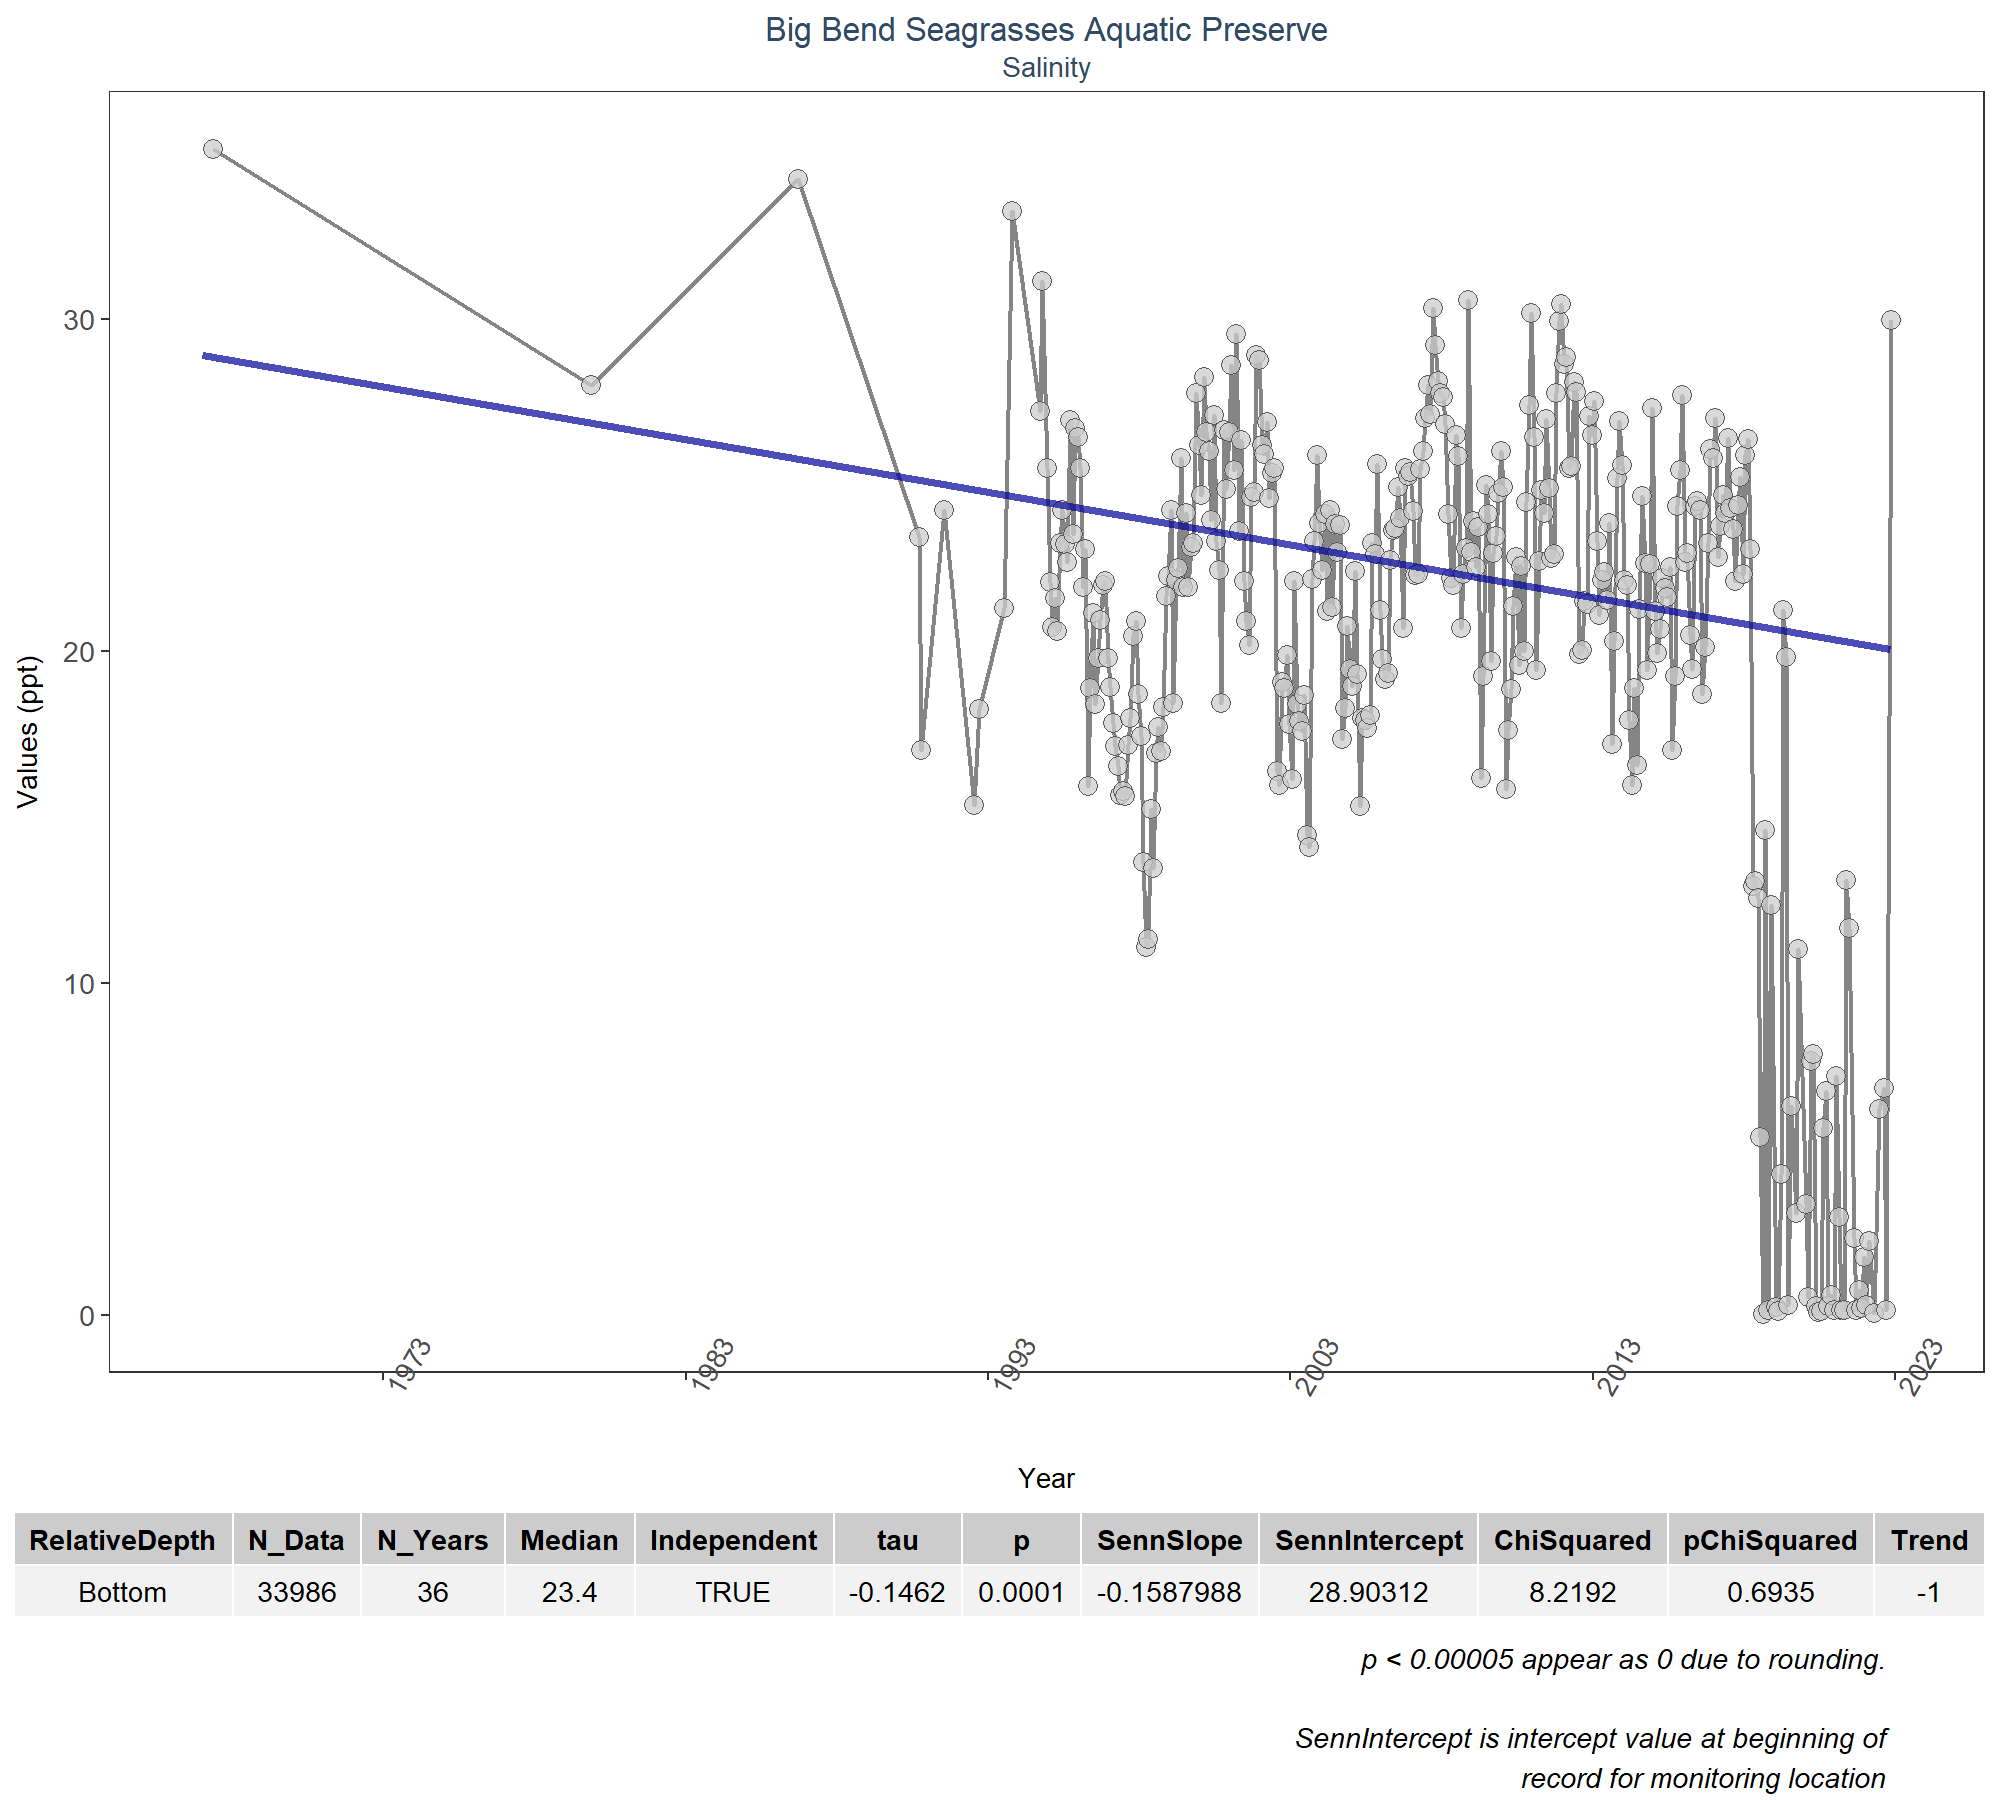 Big Bend Seagrasses Aquatic Preserve
Salinity
Values (ppt)
30
20
10
0
1973
1983
1993
2003
2013
2023
Year
RelativeDepth N_Data N_Years Median Independent tau p SennSlope SennIntercept ChiSquared pChiSquared Trend
Bottom 33986 36 23.4 TRUE -0.1462 0.0001 -0.1587988 28.90312 8.2192 0.6935 -1
p < 0.00005 appear as 0 due to rounding.
SennIntercept is intercept value at beginning of
record for monitoring location